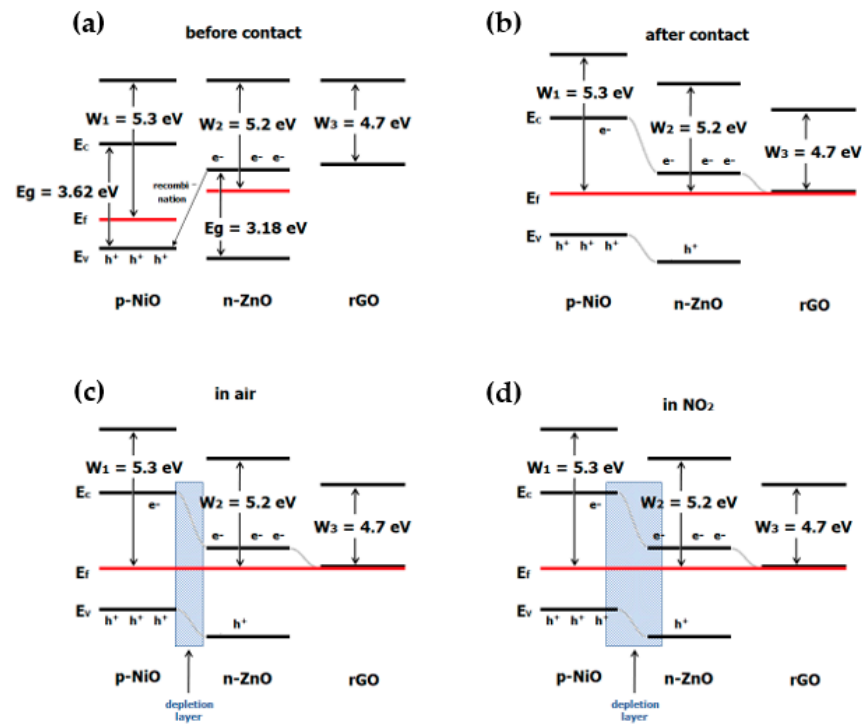 (a)
before contact
W₁ = 5.3 eV
W₂ = 5.2 eV
W₃ = 4.7 eV
Ec
e- e- e-
Eg = 3.62 eV
recombi-
nation
Ef
Eg = 3.18 eV
Ev
h⁺ h⁺ h⁺
p-NiO n-ZnO rGO
(b)
after contact
W₁ = 5.3 eV
Ec
e-
W₂ = 5.2 eV
W₃ = 4.7 eV
e- e- e-
Ef
Ev
h⁺ h⁺ h⁺
h⁺
p-NiO n-ZnO rGO
(c)
in air
W₁ = 5.3 eV
Ec
e-
W₂ = 5.2 eV
W₃ = 4.7 eV
e- e- e-
Ef
Ev
h⁺ h⁺ h⁺
h⁺
p-NiO n-ZnO rGO
depletion
layer
(d)
in NO₂
W₁ = 5.3 eV
Ec
e-
W₂ = 5.2 eV
W₃ = 4.7 eV
e- e- e-
Ef
Ev
h⁺ h⁺ h⁺
h⁺
p-NiO n-ZnO rGO
depletion
layer